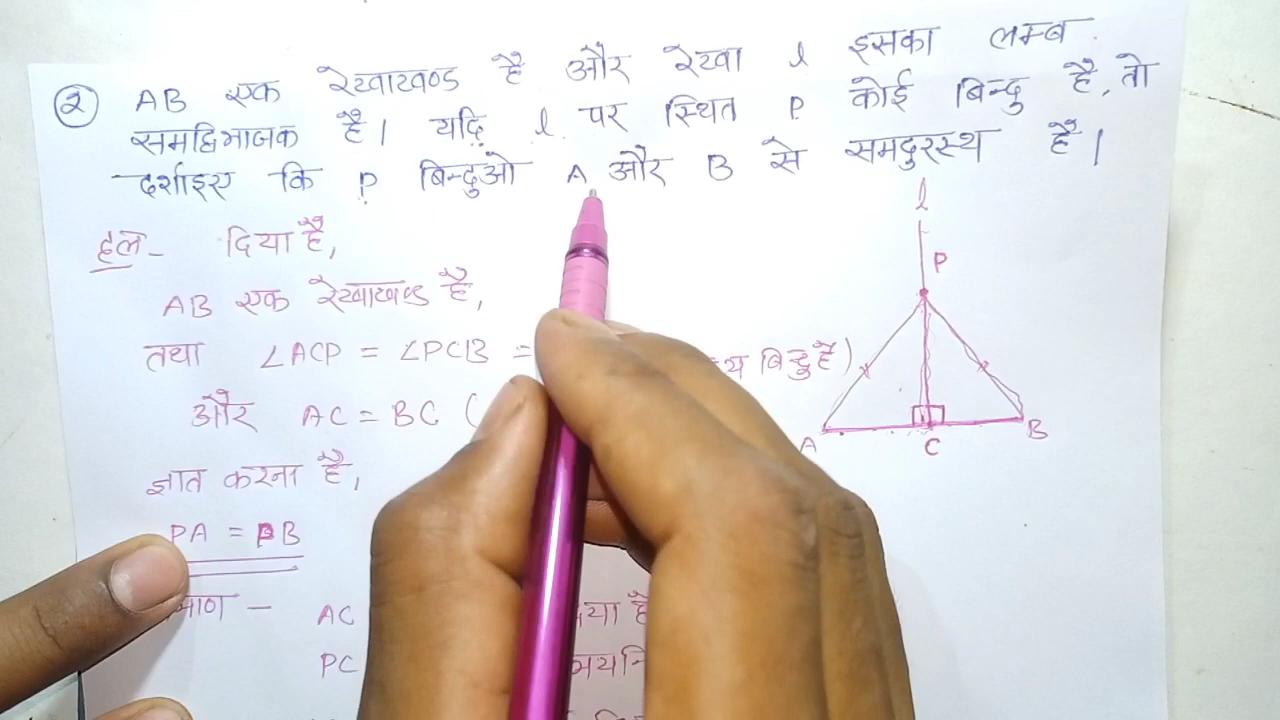 ② AB एक रेखाखण्ड है और रेखा l इसका लम्ब
समद्विभाजक है। यदि l पर स्थित P कोई बिन्दु है, तो
दर्शाइए कि P बिन्दुओ A और B से समदुरस्थ है।
हल- दिया है,
AB एक रेखाखण्ड है,
तथा ∠ACP = ∠PCB =
और AC = BC ( बिन्दु है)
ज्ञात करना है,
PA = PB
AC
PC
l
P
A
C
B